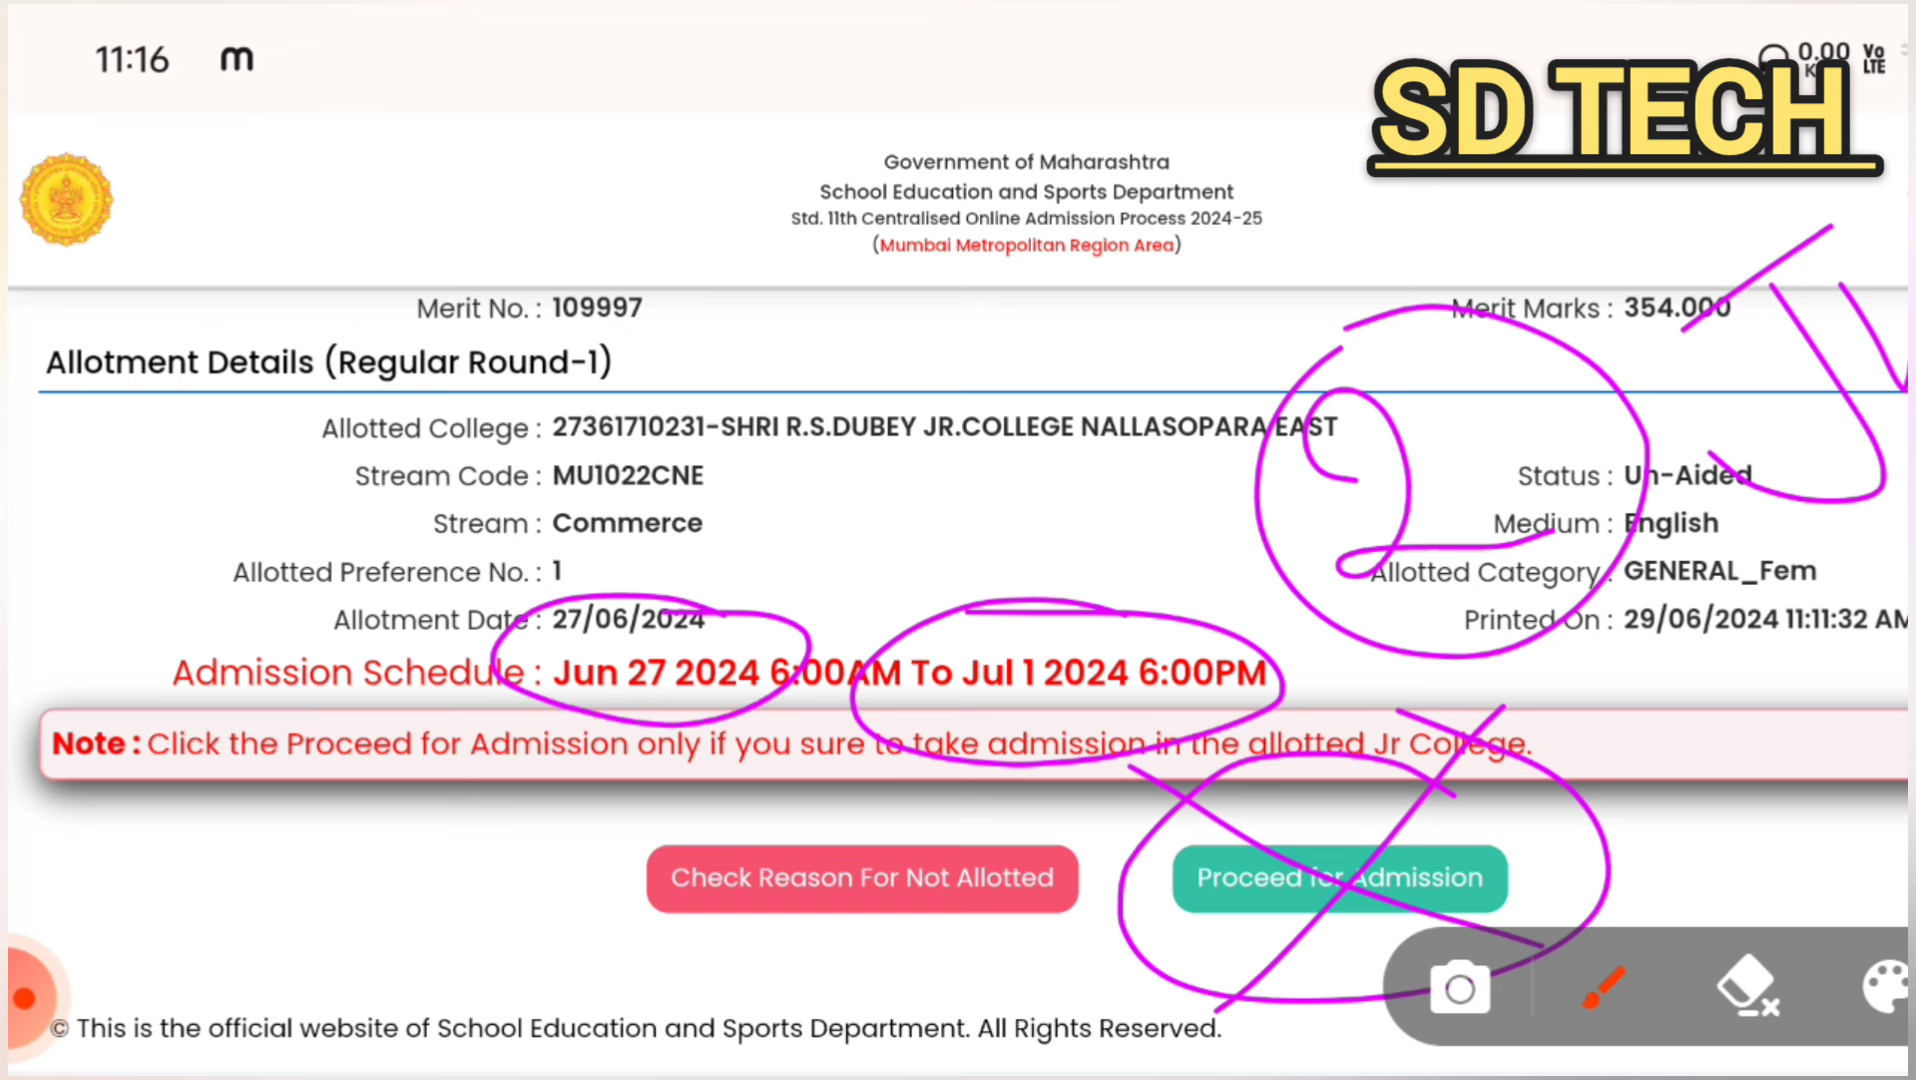 11:16 m
0.00
Vo
LTE
SD TECH
Government of Maharashtra
School Education and Sports Department
Std. 11th Centralised Online Admission Process 2024-25
(Mumbai Metropolitan Region Area)
Merit No. : 109997 Merit Marks : 354.000
Allotment Details (Regular Round-1)
Allotted College : 27361710231-SHRI R.S.DUBEY JR.COLLEGE NALLASOPARA EAST
Stream Code : MU1022CNE Status : Un-Aided
Stream : Commerce Medium : English
Allotted Preference No. : 1 Allotted Category : GENERAL_Fem
Allotment Date : 27/06/2024 Printed On : 29/06/2024 11:11:32 AM
2
Admission Schedule : Jun 27 2024 6:00AM To Jul 1 2024 6:00PM
Note : Click the Proceed for Admission only if you sure to take admission in the allotted Jr College.
Check Reason For Not Allotted Proceed for Admission
© This is the official website of School Education and Sports Department. All Rights Reserved.